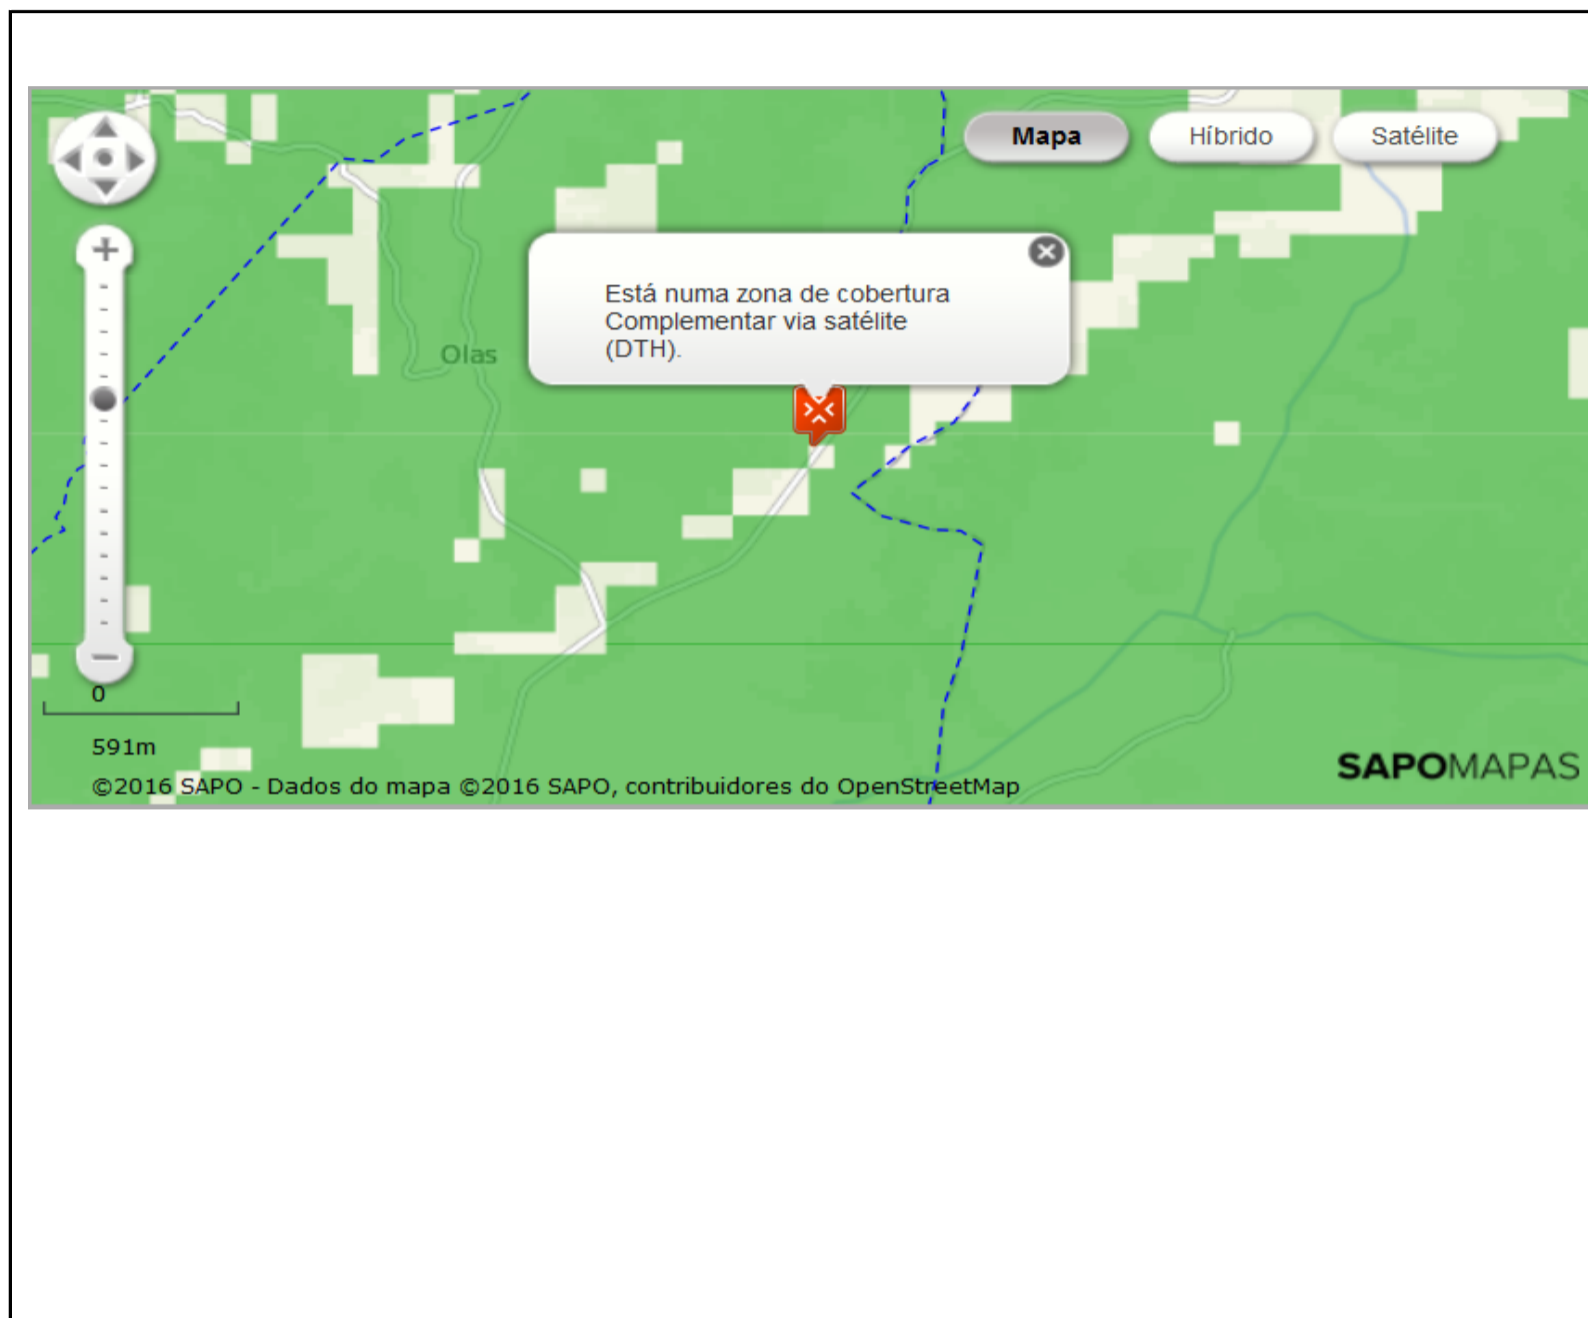 Mapa
Híbrido
Satélite
Está numa zona de cobertura
Complementar via satélite
(DTH).
Olas
0
591m
©2016 SAPO - Dados do mapa ©2016 SAPO, contribuidores do OpenStreetMap
SAPOMAPAS